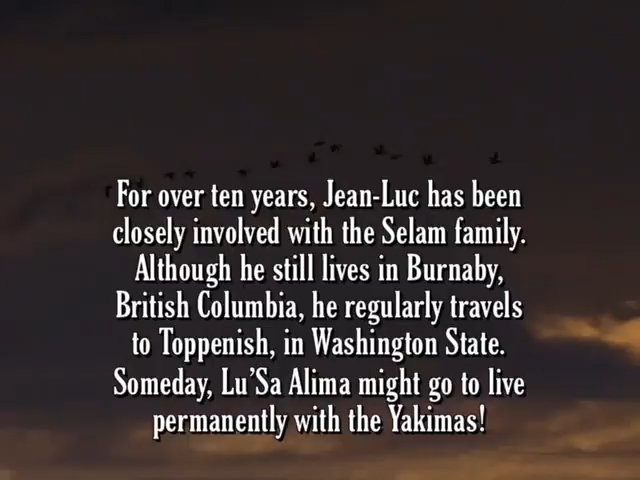 For over ten years, Jean-Luc has been
closely involved with the Selam family.
Although he still lives in Burnaby,
British Columbia, he regularly travels
to Toppenish, in Washington State.
Someday, Lu'Sa Alima might go to live
permanently with the Yakimas!